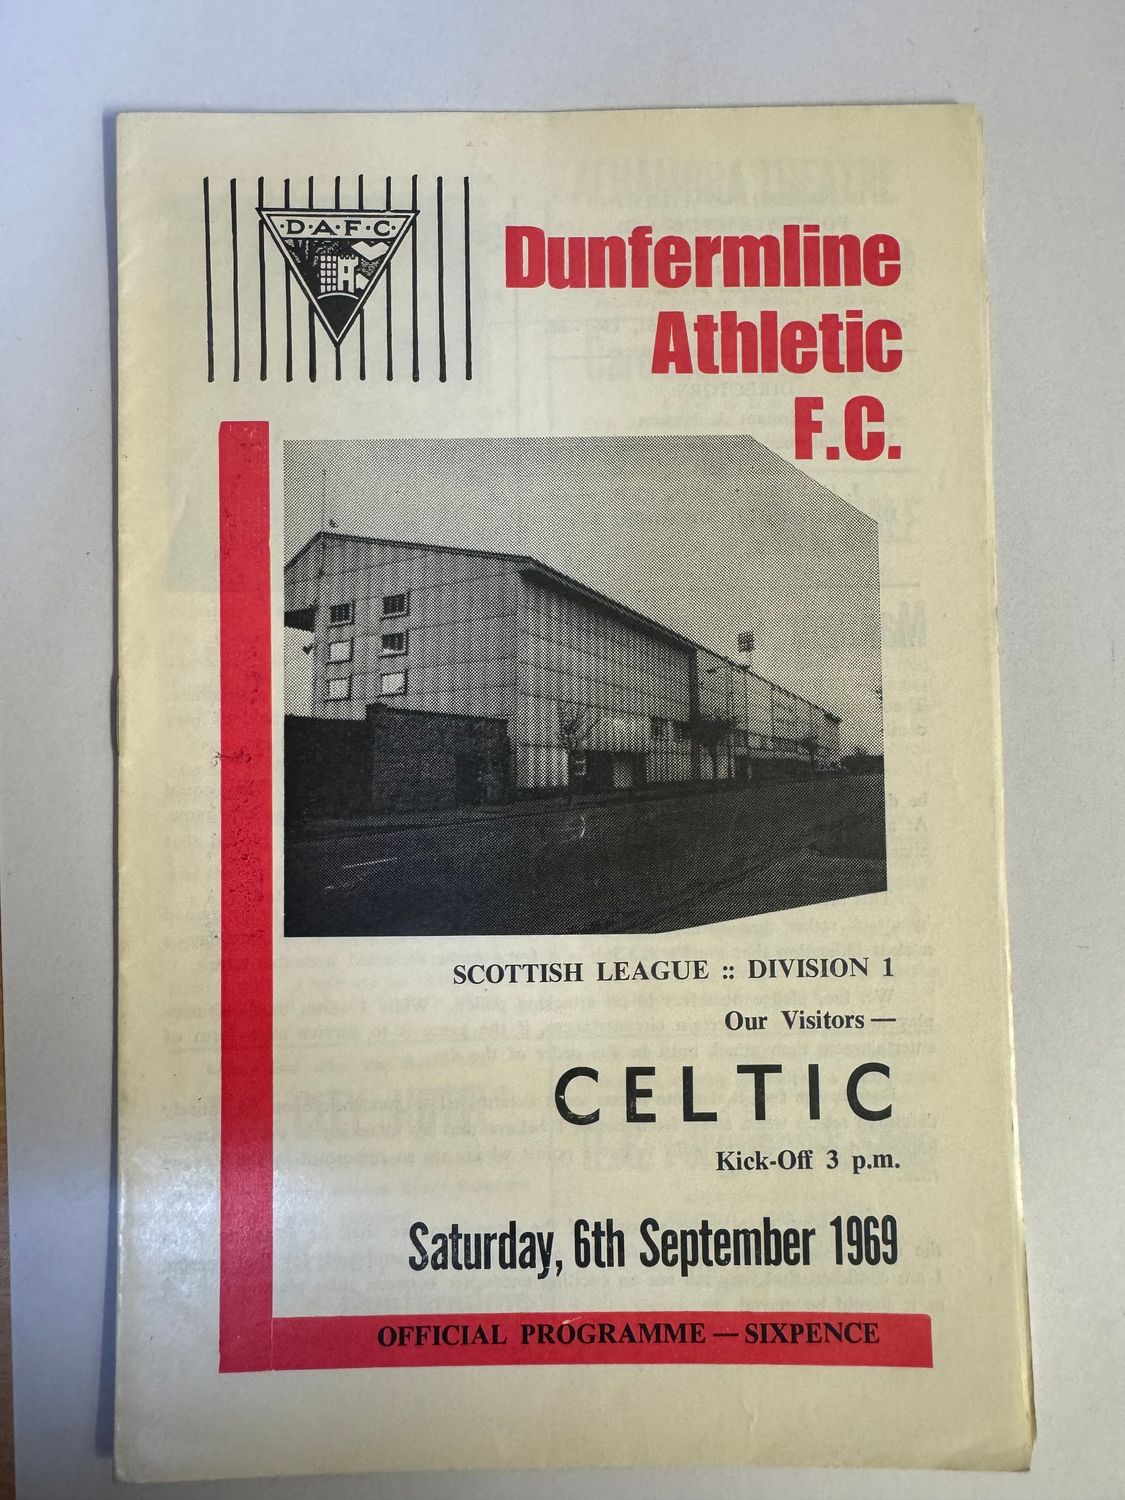 ·D·A·F·C·
Dunfermline
Athletic
F.C.
SCOTTISH LEAGUE :: DIVISION 1
Our Visitors —
CELTIC
Kick-Off 3 p.m.
Saturday, 6th September 1969
OFFICIAL PROGRAMME — SIXPENCE